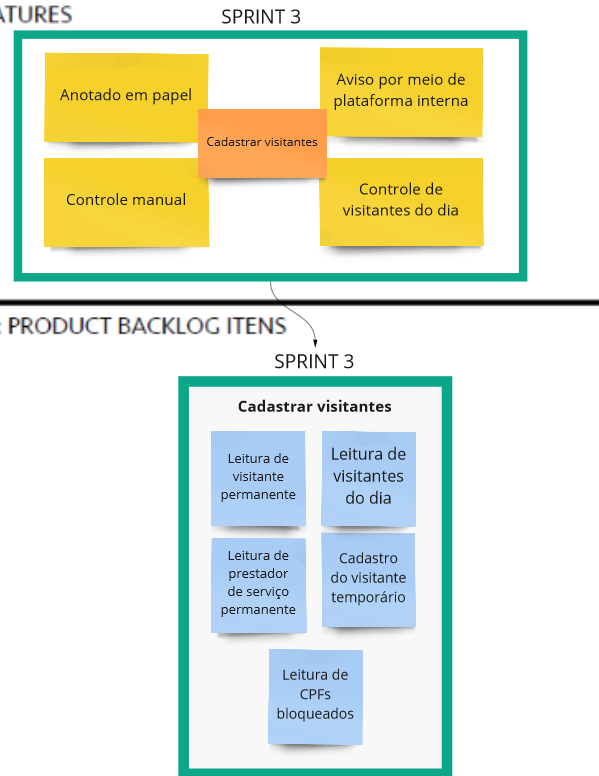 ATURES
SPRINT 3
Anotado em papel
Aviso por meio de
plataforma interna
Cadastrar visitantes
Controle manual
Controle de
visitantes do dia
: PRODUCT BACKLOG ITENS
SPRINT 3
Cadastrar visitantes
Leitura de
visitante
permanente
Leitura de
visitantes
do dia
Leitura de
prestador
de serviço
permanente
Cadastro
do visitante
temporário
Leitura de
CPFs
bloqueados